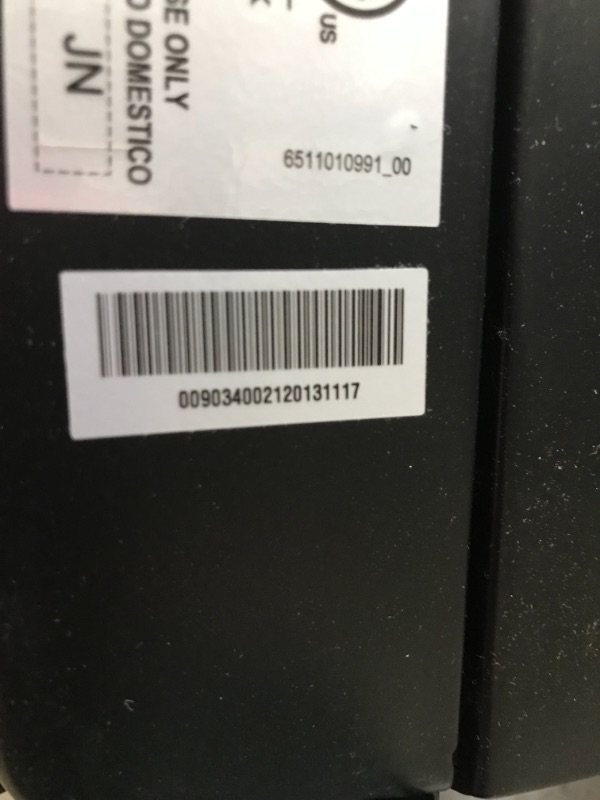 US
SE ONLY
O DOMESTICO
JN
6511010991_00
009034002120131117